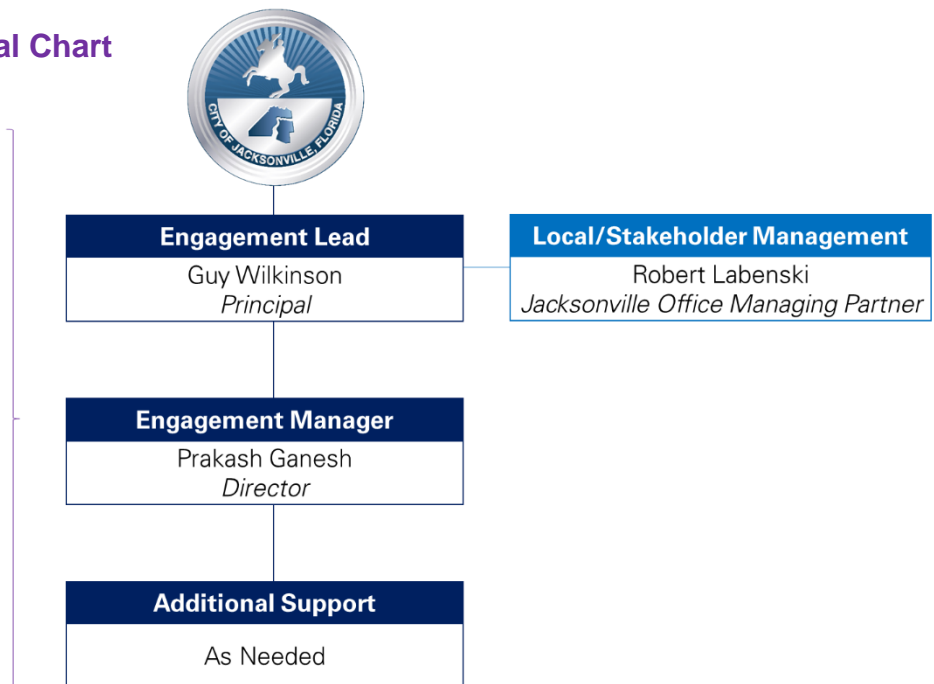 al Chart
CITY OF JACKSONVILLE, FLORIDA
Engagement Lead
Guy Wilkinson
Principal
Local/Stakeholder Management
Robert Labenski
Jacksonville Office Managing Partner
Engagement Manager
Prakash Ganesh
Director
Additional Support
As Needed